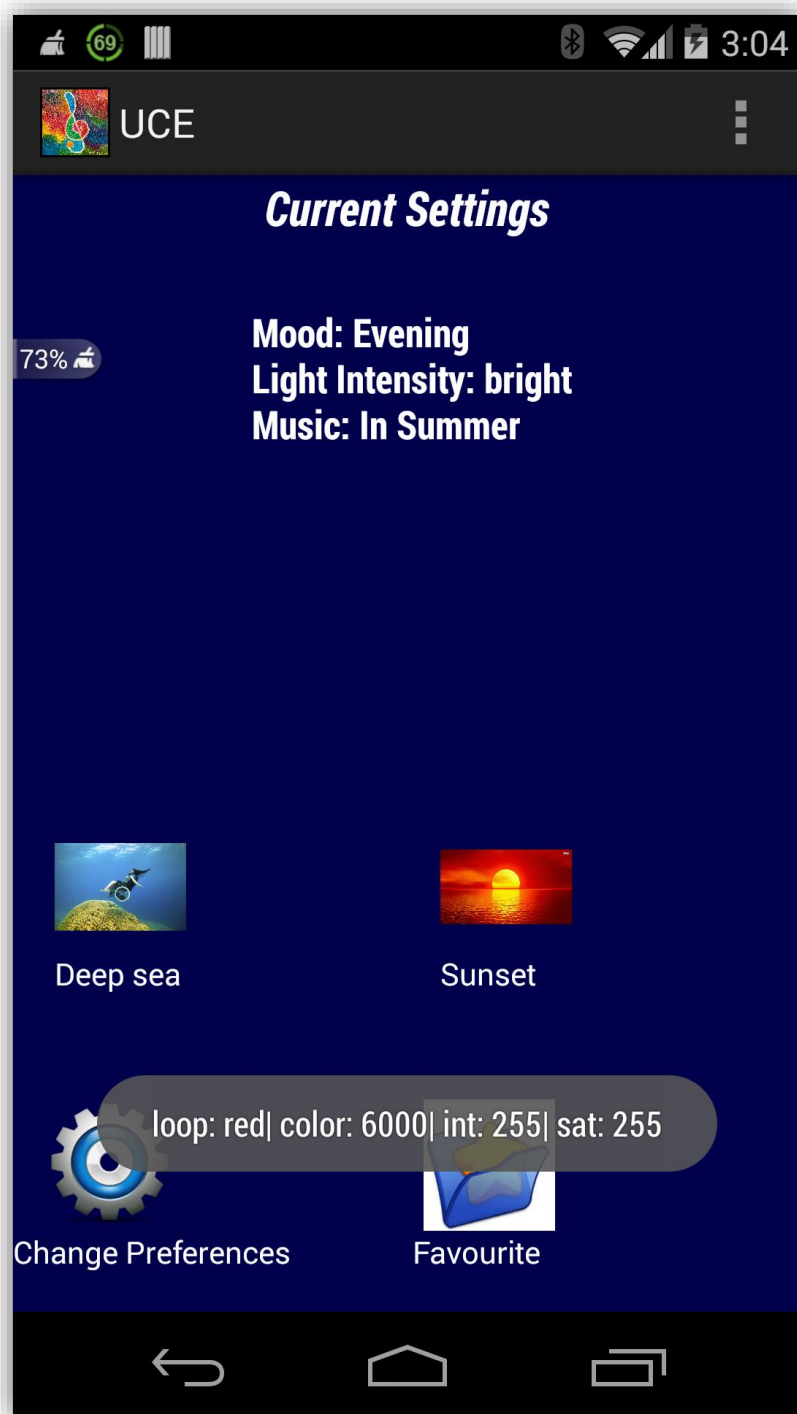 69
3:04
UCE
Current Settings
73%
Mood: Evening
Light Intensity: bright
Music: In Summer
Deep sea
Sunset
loop: red| color: 6000| int: 255| sat: 255
Change Preferences
Favourite